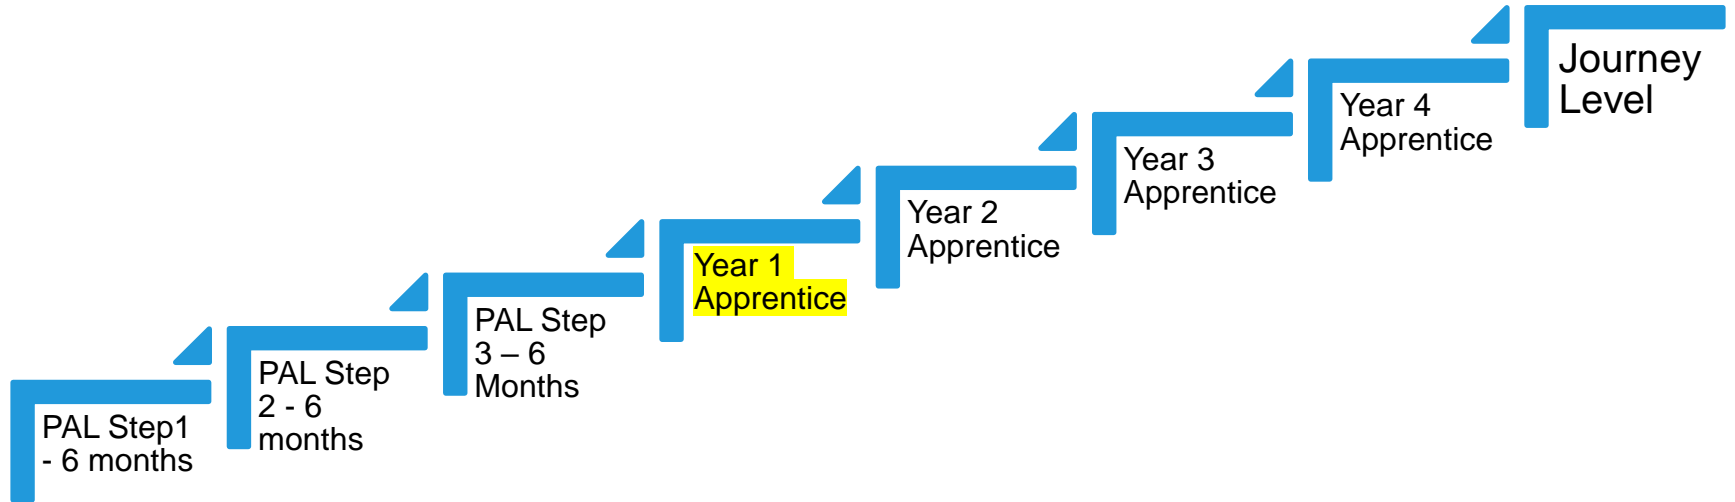 PAL Step1
- 6 months
PAL Step
2 - 6
months
PAL Step
3 – 6
Months
Year 1
Apprentice
Year 2
Apprentice
Year 3
Apprentice
Year 4
Apprentice
Journey
Level